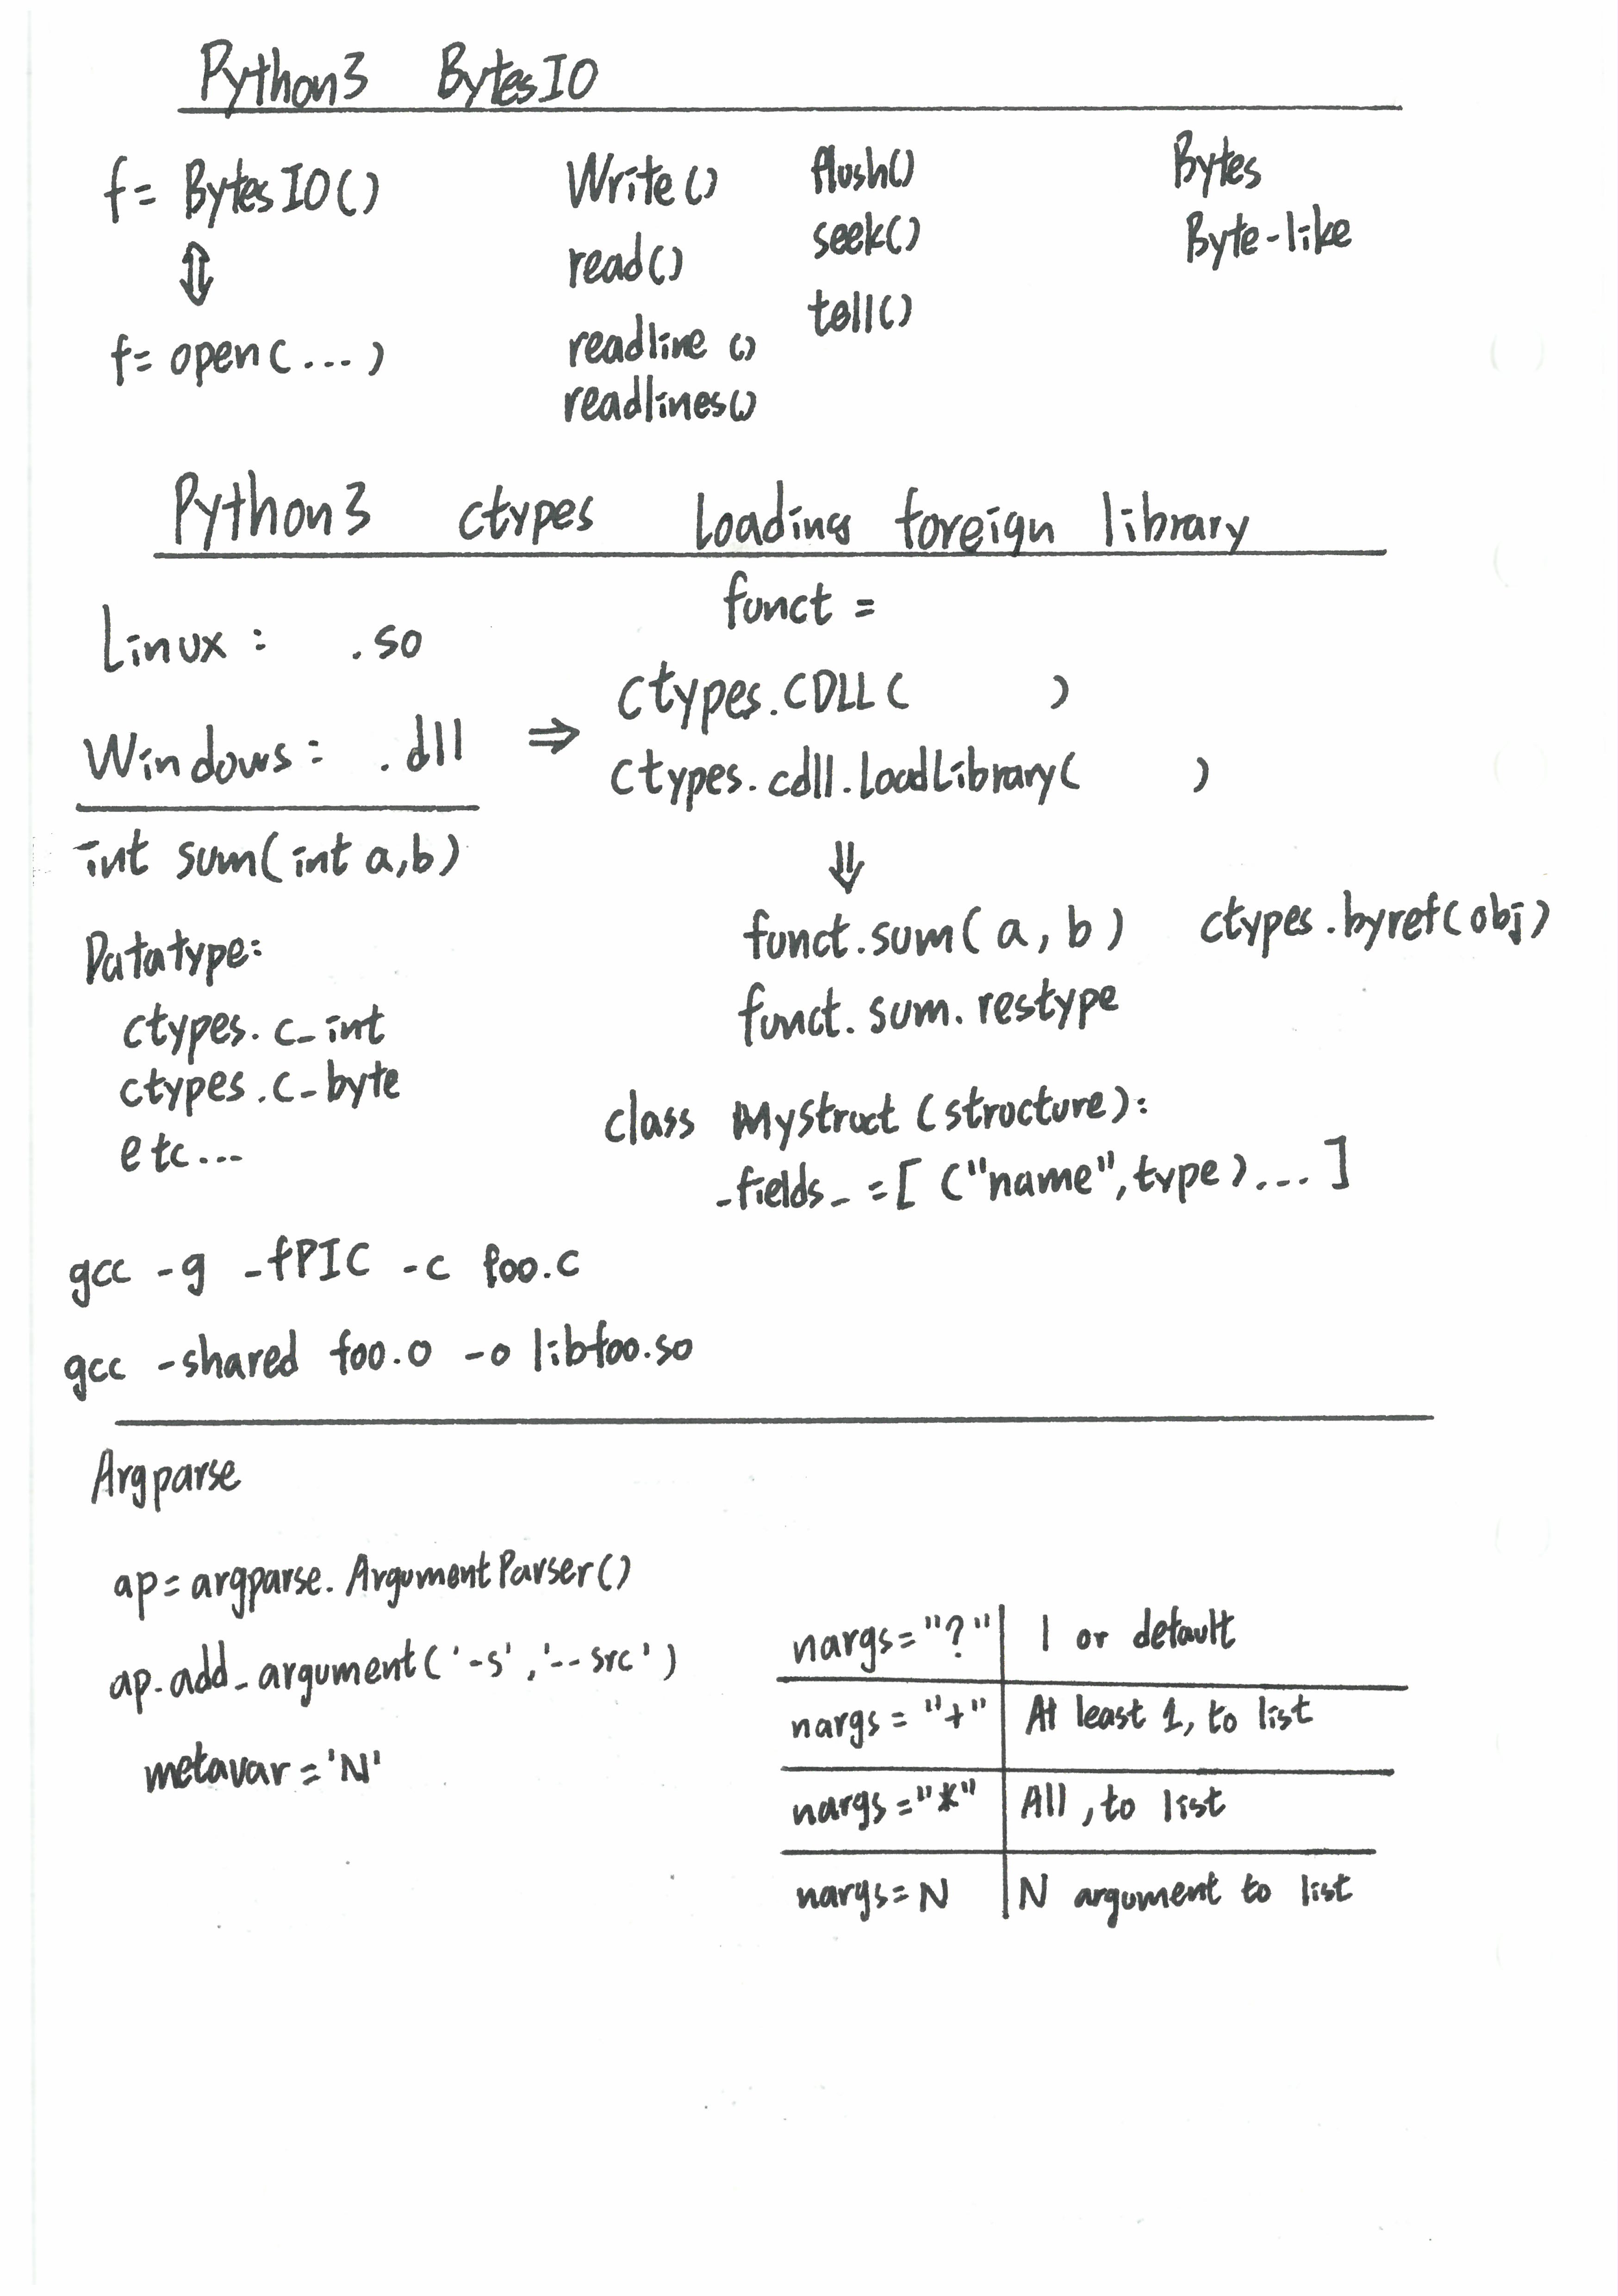 Python3 BytesIO
f= BytesIO()
⇕
f= open(...)
Write()
read()
readline ()
readlines()
flush()
seek()
tell()
Bytes
Byte-like
Python3 ctypes Loading foreign library
Linux: .so
Windows: .dll
⇒
funct =
ctypes.CDLL( )
ctypes.cdll.LoadLibrary( )
⇓
int sum(int a,b)
funct.sum(a,b) ctypes.byref(obj)
funct.sum.restype
Datatype:
ctypes.c_int
ctypes.c_byte
etc...
class MyStruct(structure):
_fields_=[("name",type)...]
gcc -g -fPIC -c foo.c
gcc -shared foo.o -o libfoo.so
Argparse
ap=argparse.ArgumentParser()
ap.add_argument('-s','--src')
metavar='N'
nargs="?" 1 or default
nargs="+" At least 1, to list
nargs="*" All, to list
nargs=N N argument to list